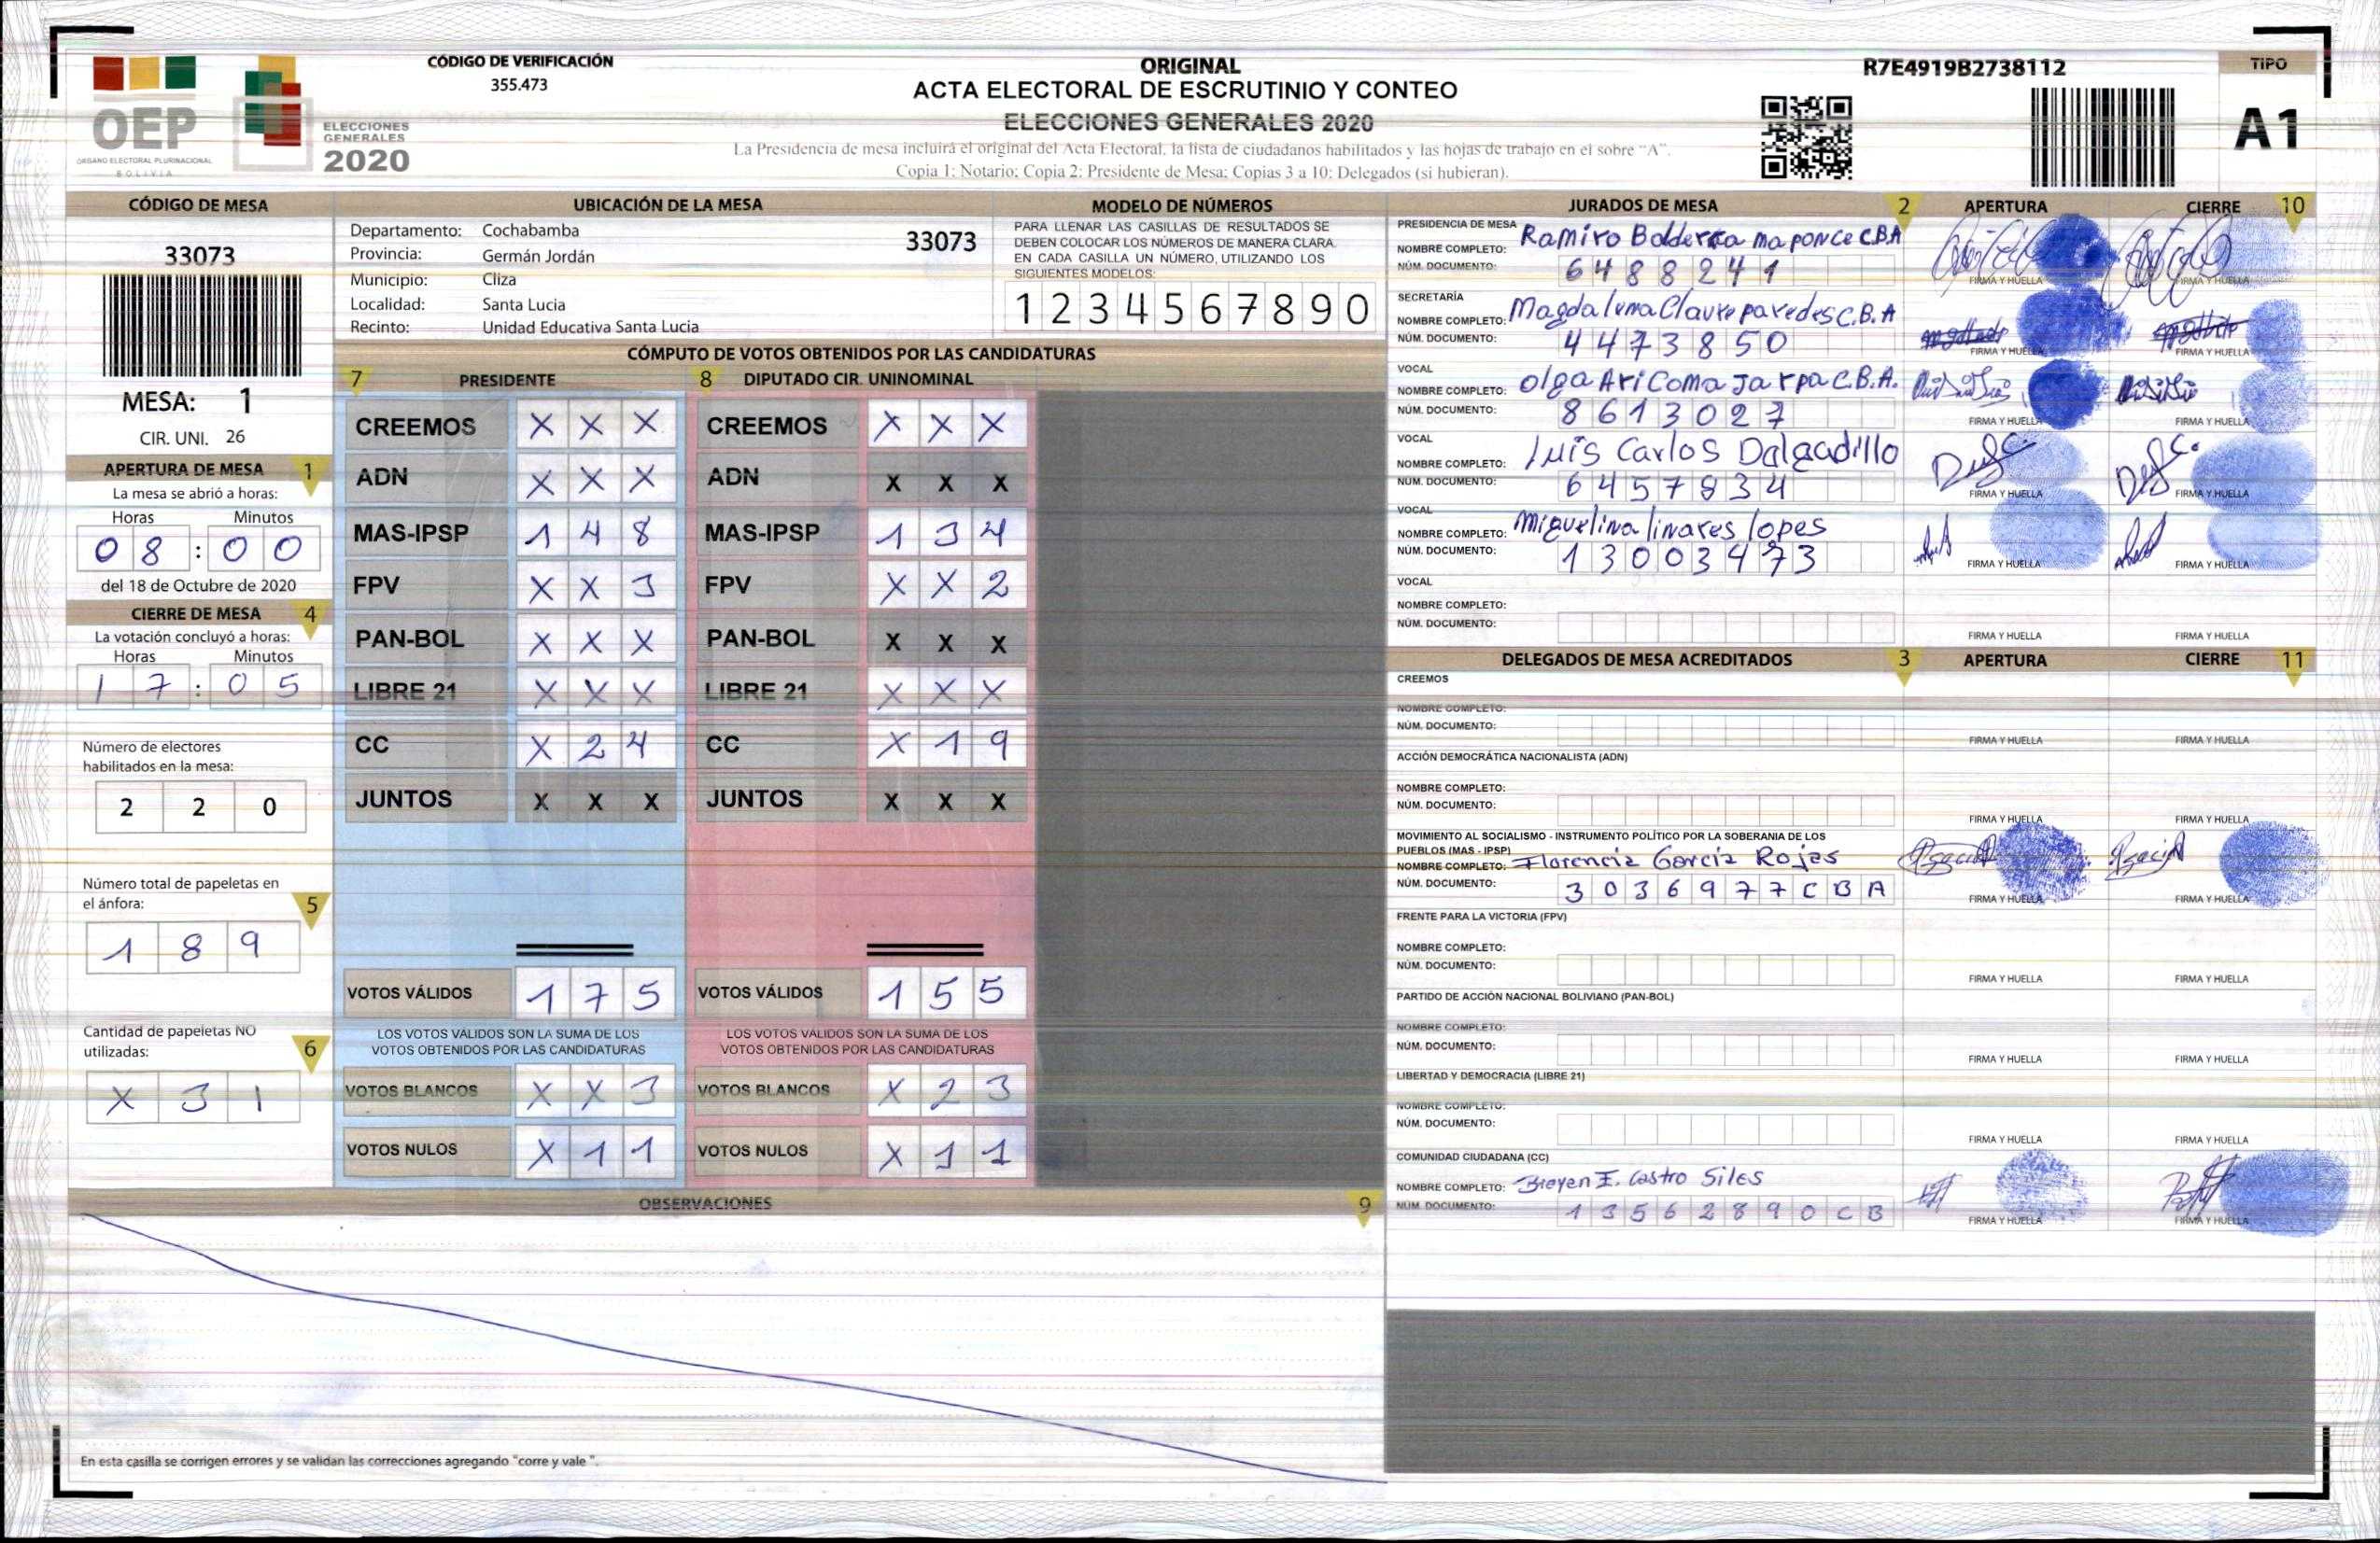 CÓDIGO DE VERIFICACIÓN
355.473
ORIGINAL
ACTA ELECTORAL DE ESCRUTINIO Y CONTEO
ELECCIONES GENERALES 2020
La Presidencia de mesa incluirá el original del Acta Electoral, la lista de ciudadanos habilitados y las hojas de trabajo en el sobre "A".
Copia 1: Notario; Copia 2: Presidente de Mesa; Copias 3 a 10: Delegados (si hubieran).
R7E4919B2738112
TIPO
A1
OEP
ÓRGANO ELECTORAL PLURINACIONAL
BOLIVIA
ELECCIONES
GENERALES
2020
CÓDIGO DE MESA
33073
MESA: 1
CIR. UNI. 26
APERTURA DE MESA 1
La mesa se abrió a horas:
Horas Minutos
08 : 00
del 18 de Octubre de 2020
CIERRE DE MESA 4
La votación concluyó a horas:
Horas Minutos
17 : 05
Número de electores
habilitados en la mesa:
2 2 0
Número total de papeletas en
el ánfora: 5
1 8 9
Cantidad de papeletas NO
utilizadas: 6
X 3 1
UBICACIÓN DE LA MESA
Departamento: Cochabamba 33073
Provincia: Germán Jordán
Municipio: Cliza
Localidad: Santa Lucia
Recinto: Unidad Educativa Santa Lucia
MODELO DE NÚMEROS
PARA LLENAR LAS CASILLAS DE RESULTADOS SE
DEBEN COLOCAR LOS NÚMEROS DE MANERA CLARA.
EN CADA CASILLA UN NÚMERO, UTILIZANDO LOS
SIGUIENTES MODELOS:
1 2 3 4 5 6 7 8 9 0
CÓMPUTO DE VOTOS OBTENIDOS POR LAS CANDIDATURAS
7 PRESIDENTE
CREEMOS X X X
ADN X X X
MAS-IPSP 1 4 8
FPV X X 3
PAN-BOL X X X
LIBRE 21 X X X
CC X 2 4
JUNTOS X X X
VOTOS VÁLIDOS 1 7 5
LOS VOTOS VÁLIDOS SON LA SUMA DE LOS
VOTOS OBTENIDOS POR LAS CANDIDATURAS
VOTOS BLANCOS X X 3
VOTOS NULOS X 1 1
8 DIPUTADO CIR. UNINOMINAL
CREEMOS X X X
ADN X X X
MAS-IPSP 1 3 4
FPV X X 2
PAN-BOL X X X
LIBRE 21 X X X
CC X 1 9
JUNTOS X X X
VOTOS VÁLIDOS 1 5 5
LOS VOTOS VÁLIDOS SON LA SUMA DE LOS
VOTOS OBTENIDOS POR LAS CANDIDATURAS
VOTOS BLANCOS X 2 3
VOTOS NULOS X 1 1
OBSERVACIONES 9
En esta casilla se corrigen errores y se validan las correcciones agregando "corre y vale ".
JURADOS DE MESA 2 APERTURA CIERRE 10
PRESIDENCIA DE MESA
NOMBRE COMPLETO: Ramiro Balderra ma ponce C.B.A
NÚM. DOCUMENTO: 6488241
FIRMA Y HUELLA FIRMA Y HUELLA
SECRETARÍA
NOMBRE COMPLETO: Magdalena Claure paredes C.B.A
NÚM. DOCUMENTO: 4473850
FIRMA Y HUELLA FIRMA Y HUELLA
VOCAL
NOMBRE COMPLETO: Olga Ari Coma Jarpa C.B.A.
NÚM. DOCUMENTO: 8613027
FIRMA Y HUELLA FIRMA Y HUELLA
VOCAL
NOMBRE COMPLETO: Luis Carlos Dalgadillo
NÚM. DOCUMENTO: 6457834
FIRMA Y HUELLA FIRMA Y HUELLA
VOCAL
NOMBRE COMPLETO: Miguelina linares lopes
NÚM. DOCUMENTO: 13003473
FIRMA Y HUELLA FIRMA Y HUELLA
VOCAL
NOMBRE COMPLETO:
NÚM. DOCUMENTO:
FIRMA Y HUELLA FIRMA Y HUELLA
DELEGADOS DE MESA ACREDITADOS 3 APERTURA CIERRE 11
CREEMOS
NOMBRE COMPLETO:
NÚM. DOCUMENTO:
FIRMA Y HUELLA FIRMA Y HUELLA
ACCIÓN DEMOCRÁTICA NACIONALISTA (ADN)
NOMBRE COMPLETO:
NÚM. DOCUMENTO:
FIRMA Y HUELLA FIRMA Y HUELLA
MOVIMIENTO AL SOCIALISMO - INSTRUMENTO POLÍTICO POR LA SOBERANIA DE LOS
PUEBLOS (MAS - IPSP)
NOMBRE COMPLETO: Florencia García Rojas
NÚM. DOCUMENTO: 3036977CBA
FIRMA Y HUELLA FIRMA Y HUELLA
FRENTE PARA LA VICTORIA (FPV)
NOMBRE COMPLETO:
NÚM. DOCUMENTO:
FIRMA Y HUELLA FIRMA Y HUELLA
PARTIDO DE ACCIÓN NACIONAL BOLIVIANO (PAN-BOL)
NOMBRE COMPLETO:
NÚM. DOCUMENTO:
FIRMA Y HUELLA FIRMA Y HUELLA
LIBERTAD Y DEMOCRACIA (LIBRE 21)
NOMBRE COMPLETO:
NÚM. DOCUMENTO:
FIRMA Y HUELLA FIRMA Y HUELLA
COMUNIDAD CIUDADANA (CC)
NOMBRE COMPLETO: Breyen I. Castro Siles
NÚM. DOCUMENTO: 13562890CB
FIRMA Y HUELLA FIRMA Y HUELLA